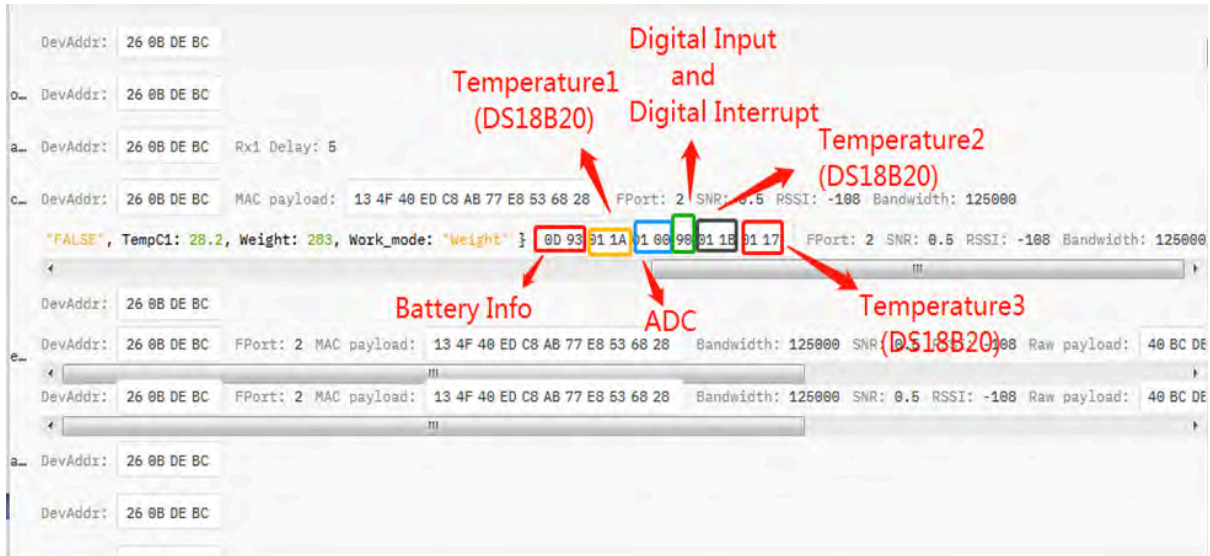 Digital Input
DevAddr: 26 0B DE BC
and
Temperature1
o… DevAddr: 26 0B DE BC
(DS18B20)
Digital Interrupt
Temperature2
a… DevAddr: 26 0B DE BC Rx1 Delay: 5
(DS18B20)
c… DevAddr: 26 0B DE BC MAC payload: 13 4F 40 ED C8 AB 77 E8 53 68 28 FPort: 2 SNR: 0.5 RSSI: -108 Bandwidth: 125000
"FALSE", TempC1: 28.2, Weight: 283, Work_mode: "Weight" } 0D 93 01 1A 01 00 90 01 1B 01 17 FPort: 2 SNR: 0.5 RSSI: -108 Bandwidth: 125000
DevAddr: 26 0B DE BC
Battery Info
ADC
Temperature3
(DS18B20)
e… DevAddr: 26 0B DE BC FPort: 2 MAC payload: 13 4F 40 ED C8 AB 77 E8 53 68 28 Bandwidth: 125000 SNR: 0.5 RSSI: -108 Raw payload: 40 BC DE
DevAddr: 26 0B DE BC FPort: 2 MAC payload: 13 4F 40 ED C8 AB 77 E8 53 68 28 Bandwidth: 125000 SNR: 0.5 RSSI: -108 Raw payload: 40 BC DE
a… DevAddr: 26 0B DE BC
DevAddr: 26 0B DE BC